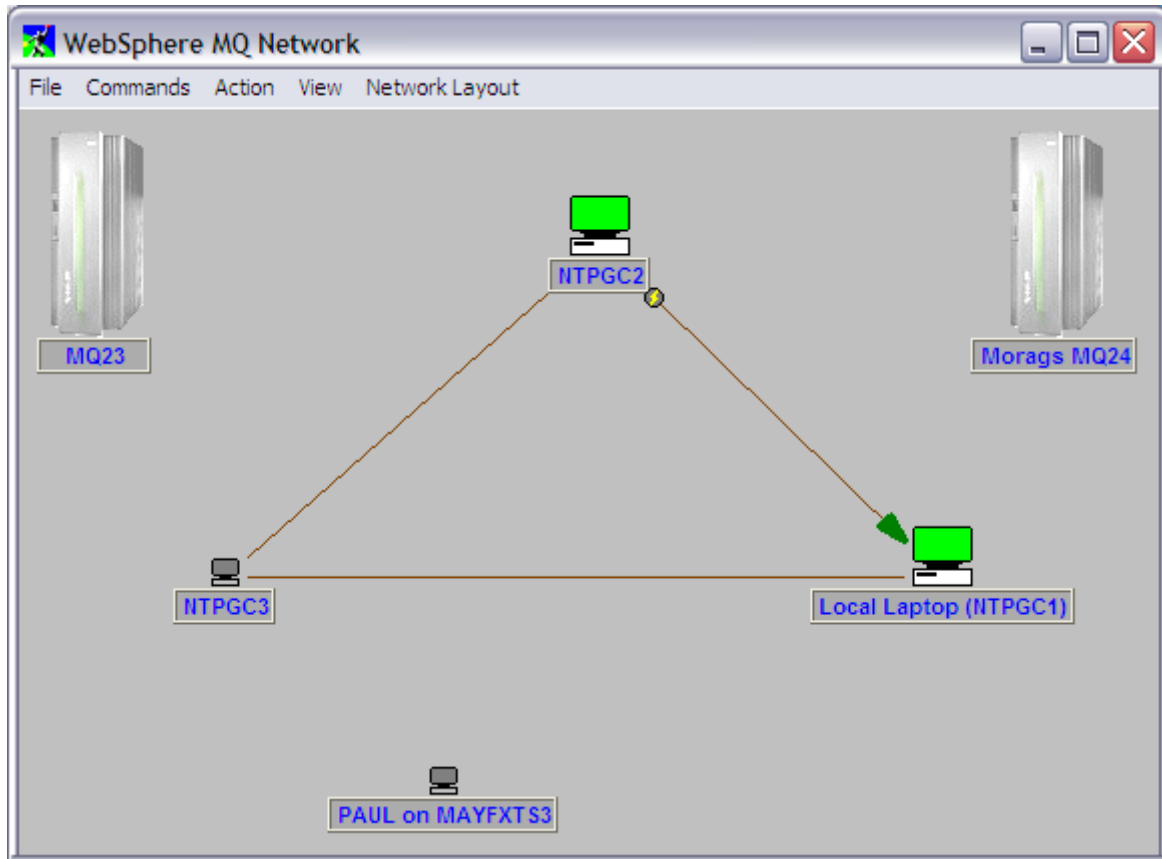 WebSphere MQ Network
File Commands Action View Network Layout
NTPGC2
MQ23
Morags MQ24
NTPGC3
Local Laptop (NTPGC1)
PAUL on MAYFXTS3